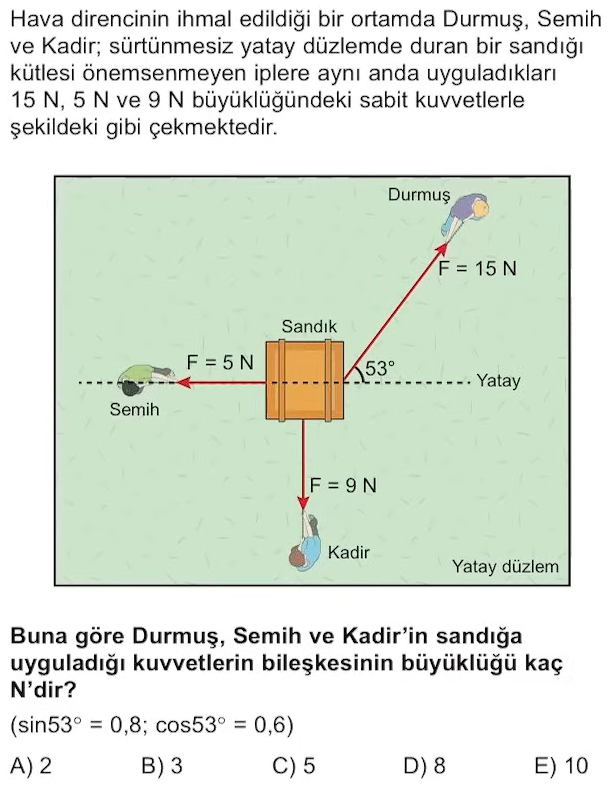 Hava direncinin ihmal edildiği bir ortamda Durmuş, Semih
ve Kadir; sürtünmesiz yatay düzlemde duran bir sandığı
kütlesi önemsenmeyen iplere aynı anda uyguladıkları
15 N, 5 N ve 9 N büyüklüğündeki sabit kuvvetlerle
şekildeki gibi çekmektedir.
Durmuş
F = 15 N
Sandık
F = 5 N
53°
Yatay
Semih
F = 9 N
Kadir
Yatay düzlem
Buna göre Durmuş, Semih ve Kadir’in sandığa
uyguladığı kuvvetlerin bileşkesinin büyüklüğü kaç
N’dir?
(sin53° = 0,8; cos53° = 0,6)
A) 2 B) 3 C) 5 D) 8 E) 10